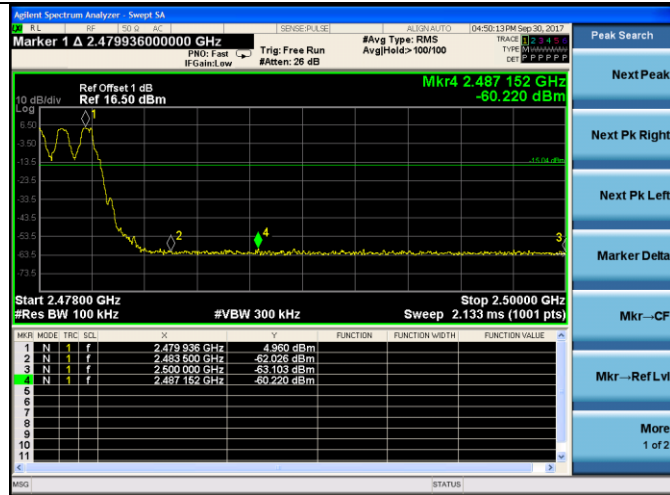 Agilent Spectrum Analyzer - Swept SA
RL RF 50 Ω AC SENSE:PULSE ALIGNAUTO 04:50:13 PM Sep 30, 2017
Marker 1 Δ 2.479936000000 GHz
PNO: Fast
IFGain:Low
Trig: Free Run
#Atten: 26 dB
#Avg Type: RMS
Avg|Hold:>100/100
TRACE 1 2 3 4 5 6
TYPE M
DET P P P P P P
Ref Offset 1 dB
10 dB/div Ref 16.50 dBm
Log
Mkr4 2.487 152 GHz
-60.220 dBm
6.50
-3.50
-13.5
-23.5
-33.5
-43.5
-53.5
-63.5
-73.5
1
-15.04 dBm
2
4
3
Start 2.47800 GHz Stop 2.50000 GHz
#Res BW 100 kHz #VBW 300 kHz Sweep 2.133 ms (1001 pts)
MKR MODE TRC SCL X Y FUNCTION FUNCTION WIDTH FUNCTION VALUE
1 N 1 f 2.479 936 GHz 4.960 dBm
2 N 1 f 2.483 500 GHz -62.026 dBm
3 N 1 f 2.500 000 GHz -63.103 dBm
4 N 1 f 2.487 152 GHz -60.220 dBm
5
6
7
8
9
10
11
MSG STATUS
Peak Search
Next Peak
Next Pk Right
Next Pk Left
Marker Delta
Mkr→CF
Mkr→Ref Lvl
More
1 of 2